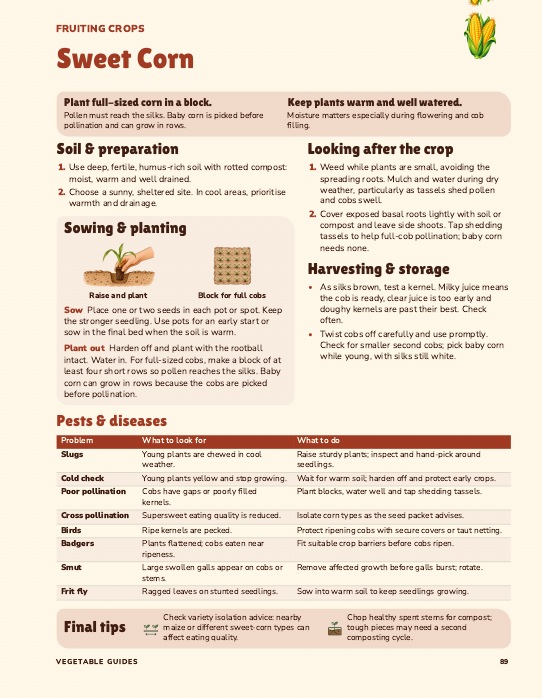 FRUITING CROPS
Sweet Corn
Plant full-sized corn in a block.
Pollen must reach the silks. Baby corn is picked before
pollination and can grow in rows.
Keep plants warm and well watered.
Moisture matters especially during flowering and cob
filling.
Soil & preparation
1. Use deep, fertile, humus-rich soil with rotted compost:
moist, warm and well drained.
2. Choose a sunny, sheltered site. In cool areas, prioritise
warmth and drainage.
Sowing & planting
Raise and plant
Block for full cobs
Sow Place one or two seeds in each pot or spot. Keep
the stronger seedling. Use pots for an early start or
sow in the final bed when the soil is warm.
Plant out Harden off and plant with the rootball
intact. Water in. For full-sized cobs, make a block of at
least four short rows so pollen reaches the silks. Baby
corn can grow in rows because the cobs are picked
before pollination.
Looking after the crop
1. Weed while plants are small, avoiding the
spreading roots. Mulch and water during dry
weather, particularly as tassels shed pollen
and cobs swell.
2. Cover exposed basal roots lightly with soil or
compost and leave side shoots. Tap shedding
tassels to help full-cob pollination; baby corn
needs none.
Harvesting & storage
• As silks brown, test a kernel. Milky juice means
the cob is ready, clear juice is too early and
doughy kernels are past their best. Check
often.
• Twist cobs off carefully and use promptly.
Check for smaller second cobs; pick baby corn
while young, with silks still white.
Pests & diseases
Problem What to look for What to do
Slugs Young plants are chewed in cool
weather. Raise sturdy plants; inspect and hand-pick around
seedlings.
Cold check Young plants yellow and stop growing. Wait for warm soil; harden off and protect early crops.
Poor pollination Cobs have gaps or poorly filled
kernels. Plant blocks, water well and tap shedding tassels.
Cross pollination Supersweet eating quality is reduced. Isolate corn types as the seed packet advises.
Birds Ripe kernels are pecked. Protect ripening cobs with secure covers or taut netting.
Badgers Plants flattened; cobs eaten near
ripeness. Fit suitable crop barriers before cobs ripen.
Smut Large swollen galls appear on cobs or
stems. Remove affected growth before galls burst; rotate.
Frit fly Ragged leaves on stunted seedlings. Sow into warm soil to keep seedlings growing.
Final tips
Check variety isolation advice: nearby
maize or different sweet-corn types can
affect eating quality.
Chop healthy spent stems for compost;
tough pieces may need a second
composting cycle.
VEGETABLE GUIDES
89